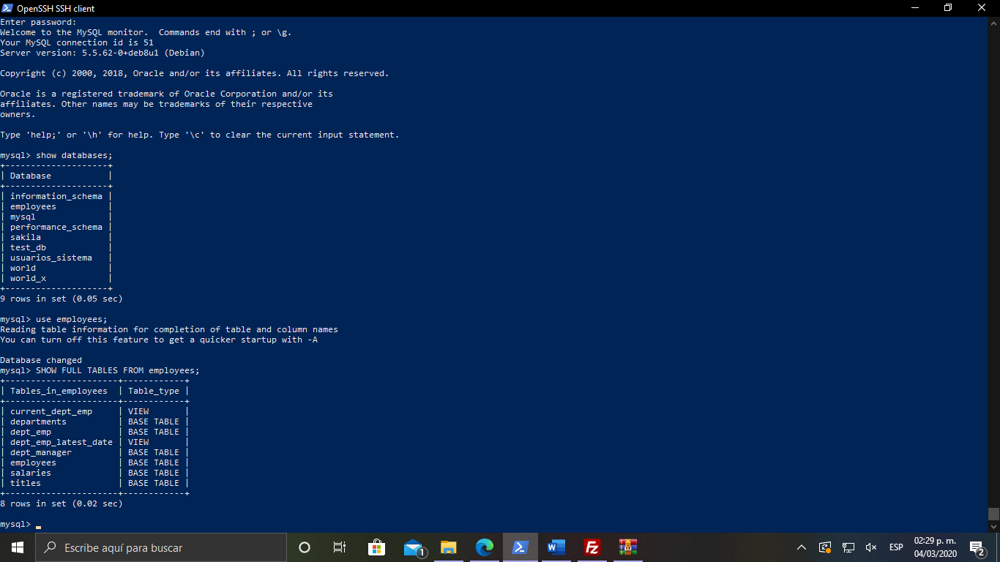 OpenSSH SSH client
Enter password:
Welcome to the MySQL monitor.  Commands end with ; or \g.
Your MySQL connection id is 51
Server version: 5.5.62-0+deb8u1 (Debian)
Copyright (c) 2000, 2018, Oracle and/or its affiliates. All rights reserved.
Oracle is a registered trademark of Oracle Corporation and/or its
affiliates. Other names may be trademarks of their respective
owners.
Type 'help;' or '\h' for help. Type '\c' to clear the current input statement.
mysql> show databases;
+--------------------+
| Database           |
+--------------------+
| information_schema |
| employees          |
| mysql              |
| performance_schema |
| sakila             |
| test_db            |
| usuarios_sistema   |
| world              |
| world_x            |
+--------------------+
9 rows in set (0.05 sec)
mysql> use employees;
Reading table information for completion of table and column names
You can turn off this feature to get a quicker startup with -A
Database changed
mysql> SHOW FULL TABLES FROM employees;
+----------------------+------------+
| Tables_in_employees  | Table_type |
+----------------------+------------+
| current_dept_emp     | VIEW       |
| departments          | BASE TABLE |
| dept_emp             | BASE TABLE |
| dept_emp_latest_date | VIEW       |
| dept_manager         | BASE TABLE |
| employees            | BASE TABLE |
| salaries             | BASE TABLE |
| titles               | BASE TABLE |
+----------------------+------------+
8 rows in set (0.02 sec)
mysql>
Escribe aquí para buscar
1
W
FZ
ESP
02:29 p. m.
04/03/2020
2